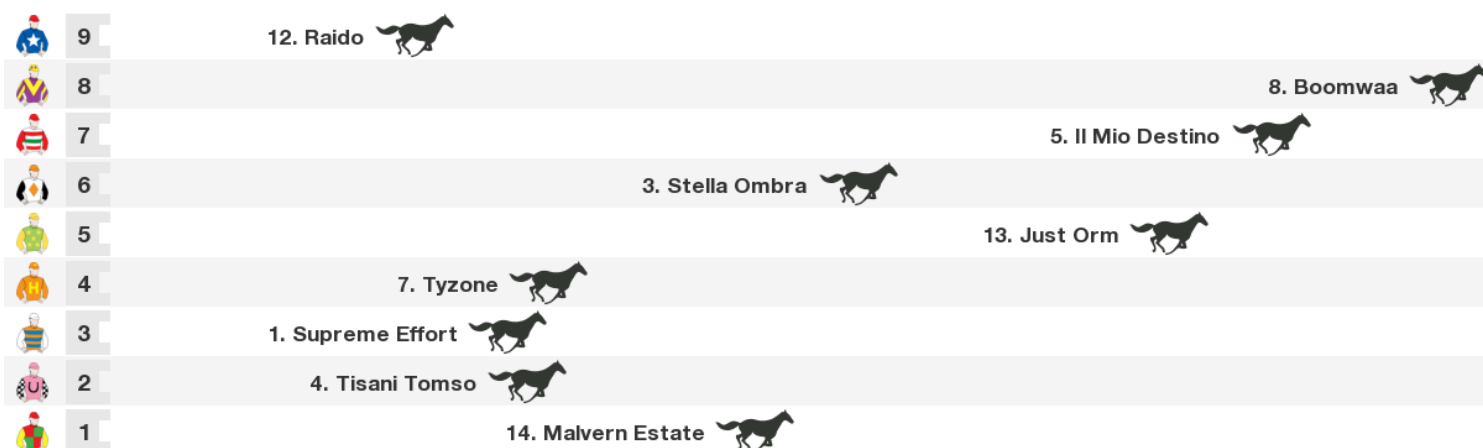 9 12. Raido
8 8. Boomwaa
7 5. Il Mio Destino
6 3. Stella Ombra
5 13. Just Orm
H 4 7. Tyzone
3 1. Supreme Effort
U 2 4. Tisani Tomso
1 14. Malvern Estate